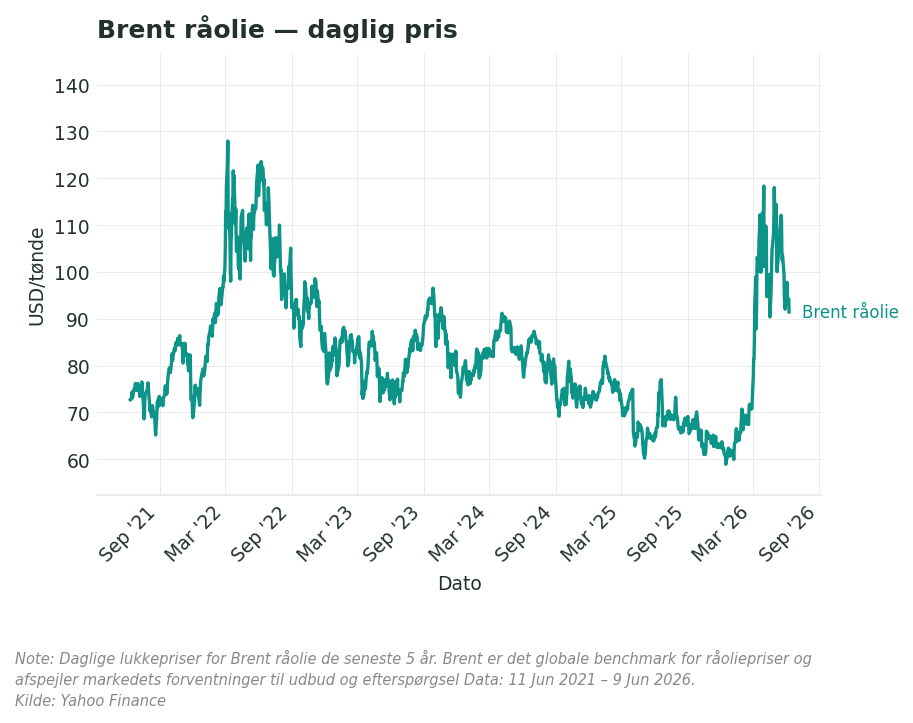 Brent råolie — daglig pris
140
130
120
110
100
90
80
70
60
USD/tønde
Brent råolie
Sep '21
Mar '22
Sep '22
Mar '23
Sep '23
Mar '24
Sep '24
Mar '25
Sep '25
Mar '26
Sep '26
Dato
Note: Daglige lukkepriser for Brent råolie de seneste 5 år. Brent er det globale benchmark for råoliepriser og
afspejler markedets forventninger til udbud og efterspørgsel Data: 11 Jun 2021 – 9 Jun 2026.
Kilde: Yahoo Finance